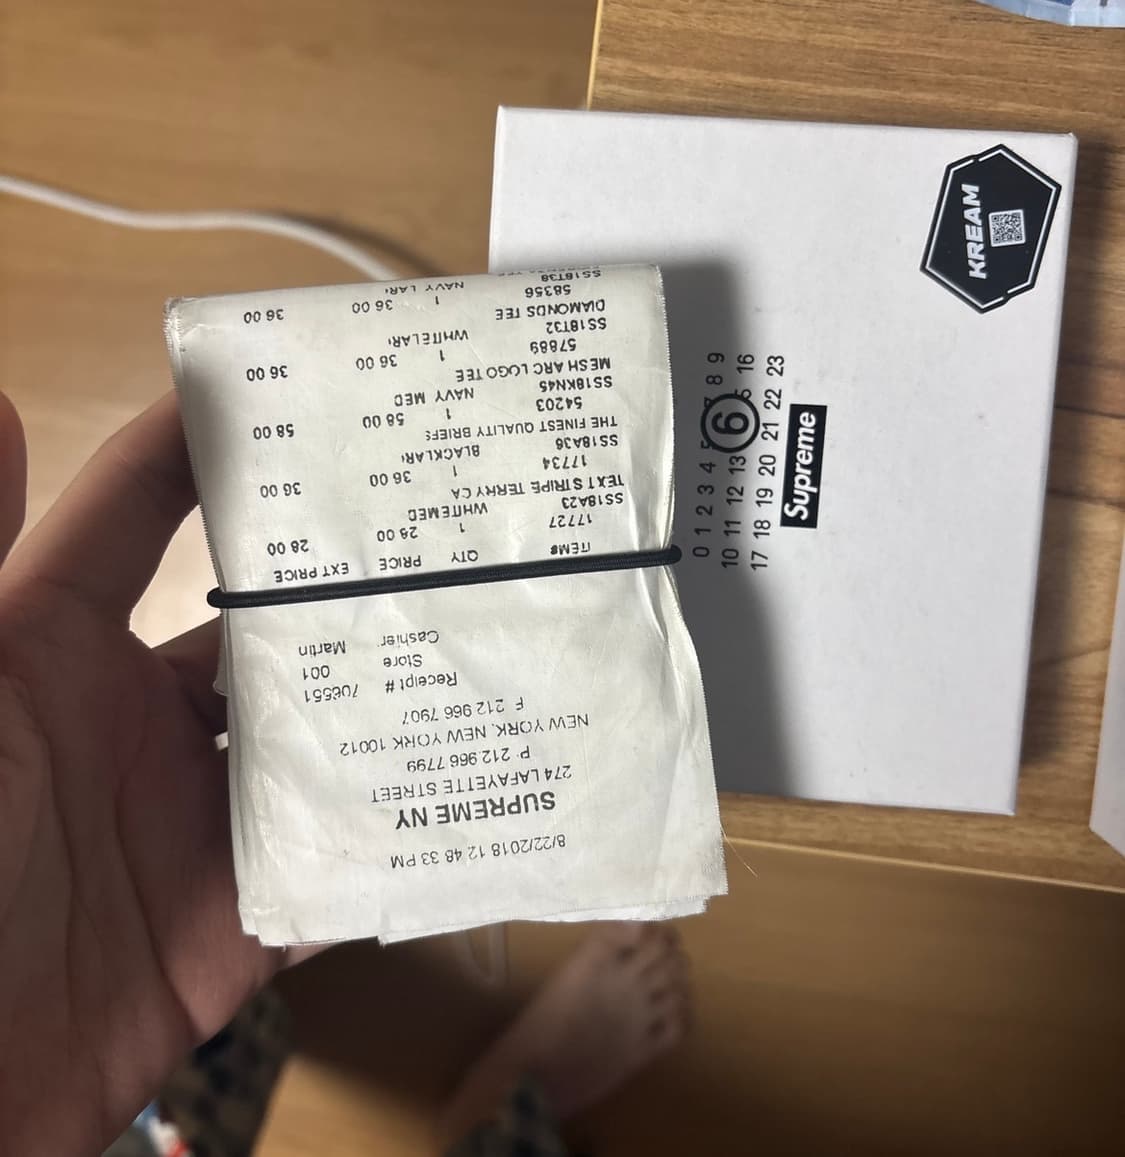 8/22/2018 12 48 33 PM
SUPREME NY
274 LAFAYETTE STREET
P 212.966.7799
NEW YORK, NEW YORK 10012
F 212 966 7907
Receipt # 706551
Store 001
Cashier Martin
ITEM# QTY PRICE EXT PRICE
17727 1 28 00 28 00
SS18A23 WHITEMED
TEXT STRIPE TERRY CA
17734 1 36 00 36 00
SS18A36 BLACKLAR
THE FINEST QUALITY BRIEFS
54203 1 58 00 58 00
SS18KN45 NAVY MED
MESH ARC LOGO TEE
57889 1 36 00 36 00
SS18T32 WHITELAR
DIAMONDS TEE
58356 1 36 00 36 00
SS18T38 NAVY LAR
KREAM
0 1 2 3 4 5 6 7 8 9
10 11 12 13 16
17 18 19 20 21 22 23
Supreme